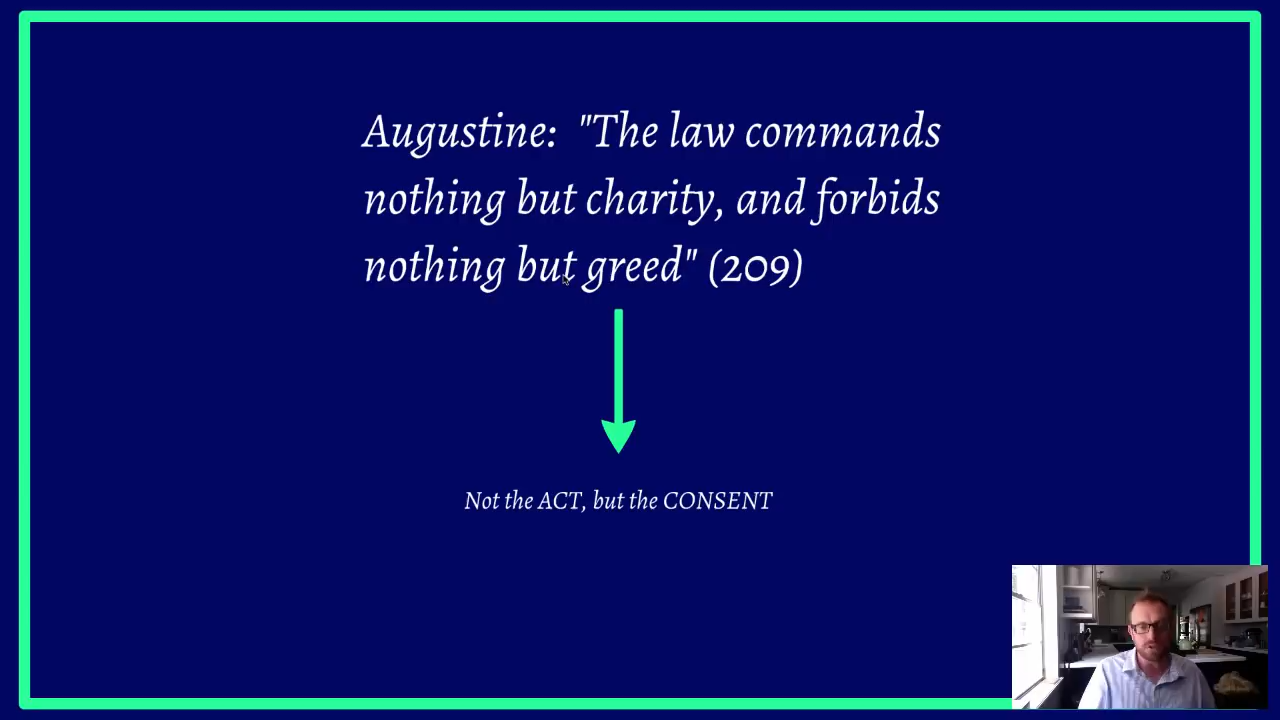 Augustine: "The law commands
nothing but charity, and forbids
nothing but greed" (209)
Not the ACT, but the CONSENT